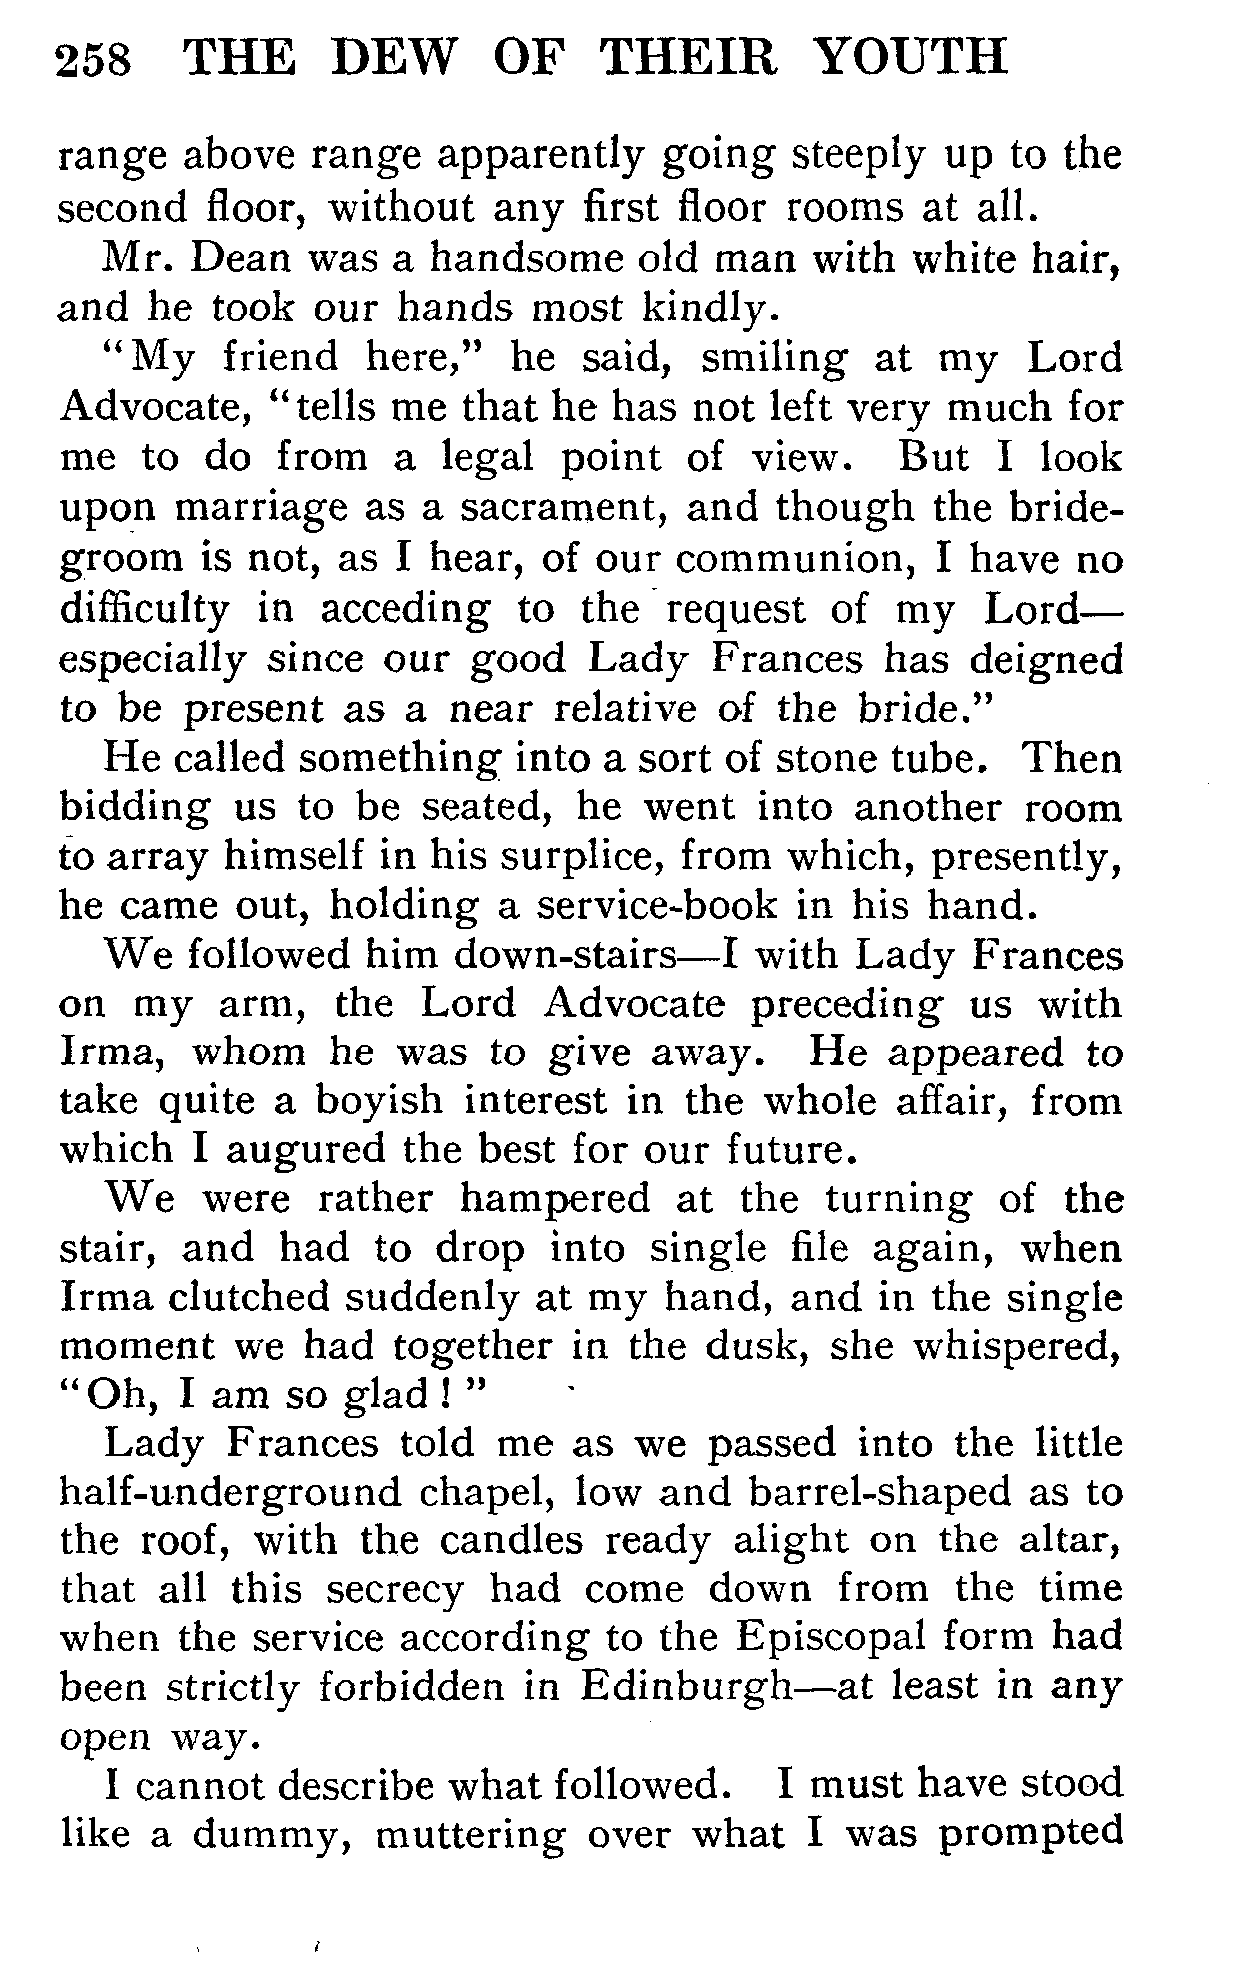 258 THE DEW OF THEIR YOUTH
range above range apparently going steeply up to the
second floor, without any first floor rooms at all.
Mr. Dean was a handsome old man with white hair,
and he took our hands most kindly.
"My friend here," he said, smiling at my Lord
Advocate, "tells me that he has not left very much for
me to do from a legal point of view. But I look
upon marriage as a sacrament, and though the bride-
groom is not, as I hear, of our communion, I have no
difficulty in acceding to the request of my Lord—
especially since our good Lady Frances has deigned
to be present as a near relative of the bride."
He called something into a sort of stone tube. Then
bidding us to be seated, he went into another room
to array himself in his surplice, from which, presently,
he came out, holding a service-book in his hand.
We followed him down-stairs—I with Lady Frances
on my arm, the Lord Advocate preceding us with
Irma, whom he was to give away. He appeared to
take quite a boyish interest in the whole affair, from
which I augured the best for our future.
We were rather hampered at the turning of the
stair, and had to drop into single file again, when
Irma clutched suddenly at my hand, and in the single
moment we had together in the dusk, she whispered,
"Oh, I am so glad ! "
Lady Frances told me as we passed into the little
half-underground chapel, low and barrel-shaped as to
the roof, with the candles ready alight on the altar,
that all this secrecy had come down from the time
when the service according to the Episcopal form had
been strictly forbidden in Edinburgh—at least in any
open way.
I cannot describe what followed. I must have stood
like a dummy, muttering over what I was prompted